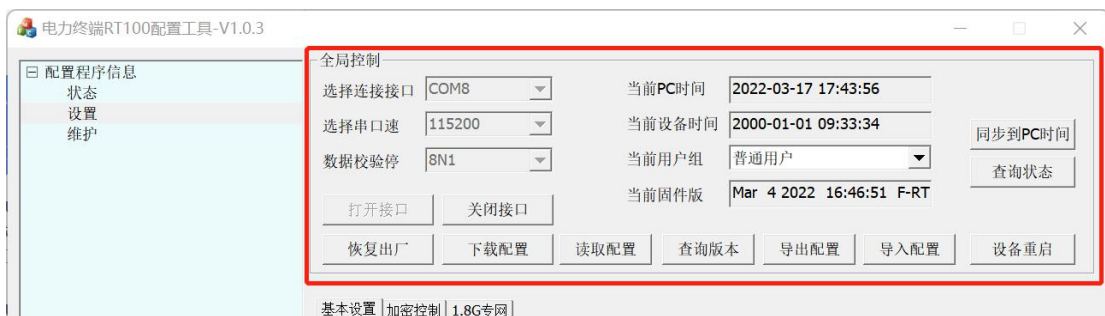 电力终端RT100配置工具-V1.0.3
配置程序信息
状态
设置
维护
全局控制
选择连接接口 COM8 当前PC时间 2022-03-17 17:43:56
选择串口速 115200 当前设备时间 2000-01-01 09:33:34 同步到PC时间
数据校验停 8N1 当前用户组 普通用户 查询状态
当前固件版 Mar 4 2022 16:46:51 F-RT
打开接口 关闭接口
恢复出厂 下载配置 读取配置 查询版本 导出配置 导入配置 设备重启
基本设置 加密控制 1.8G专网